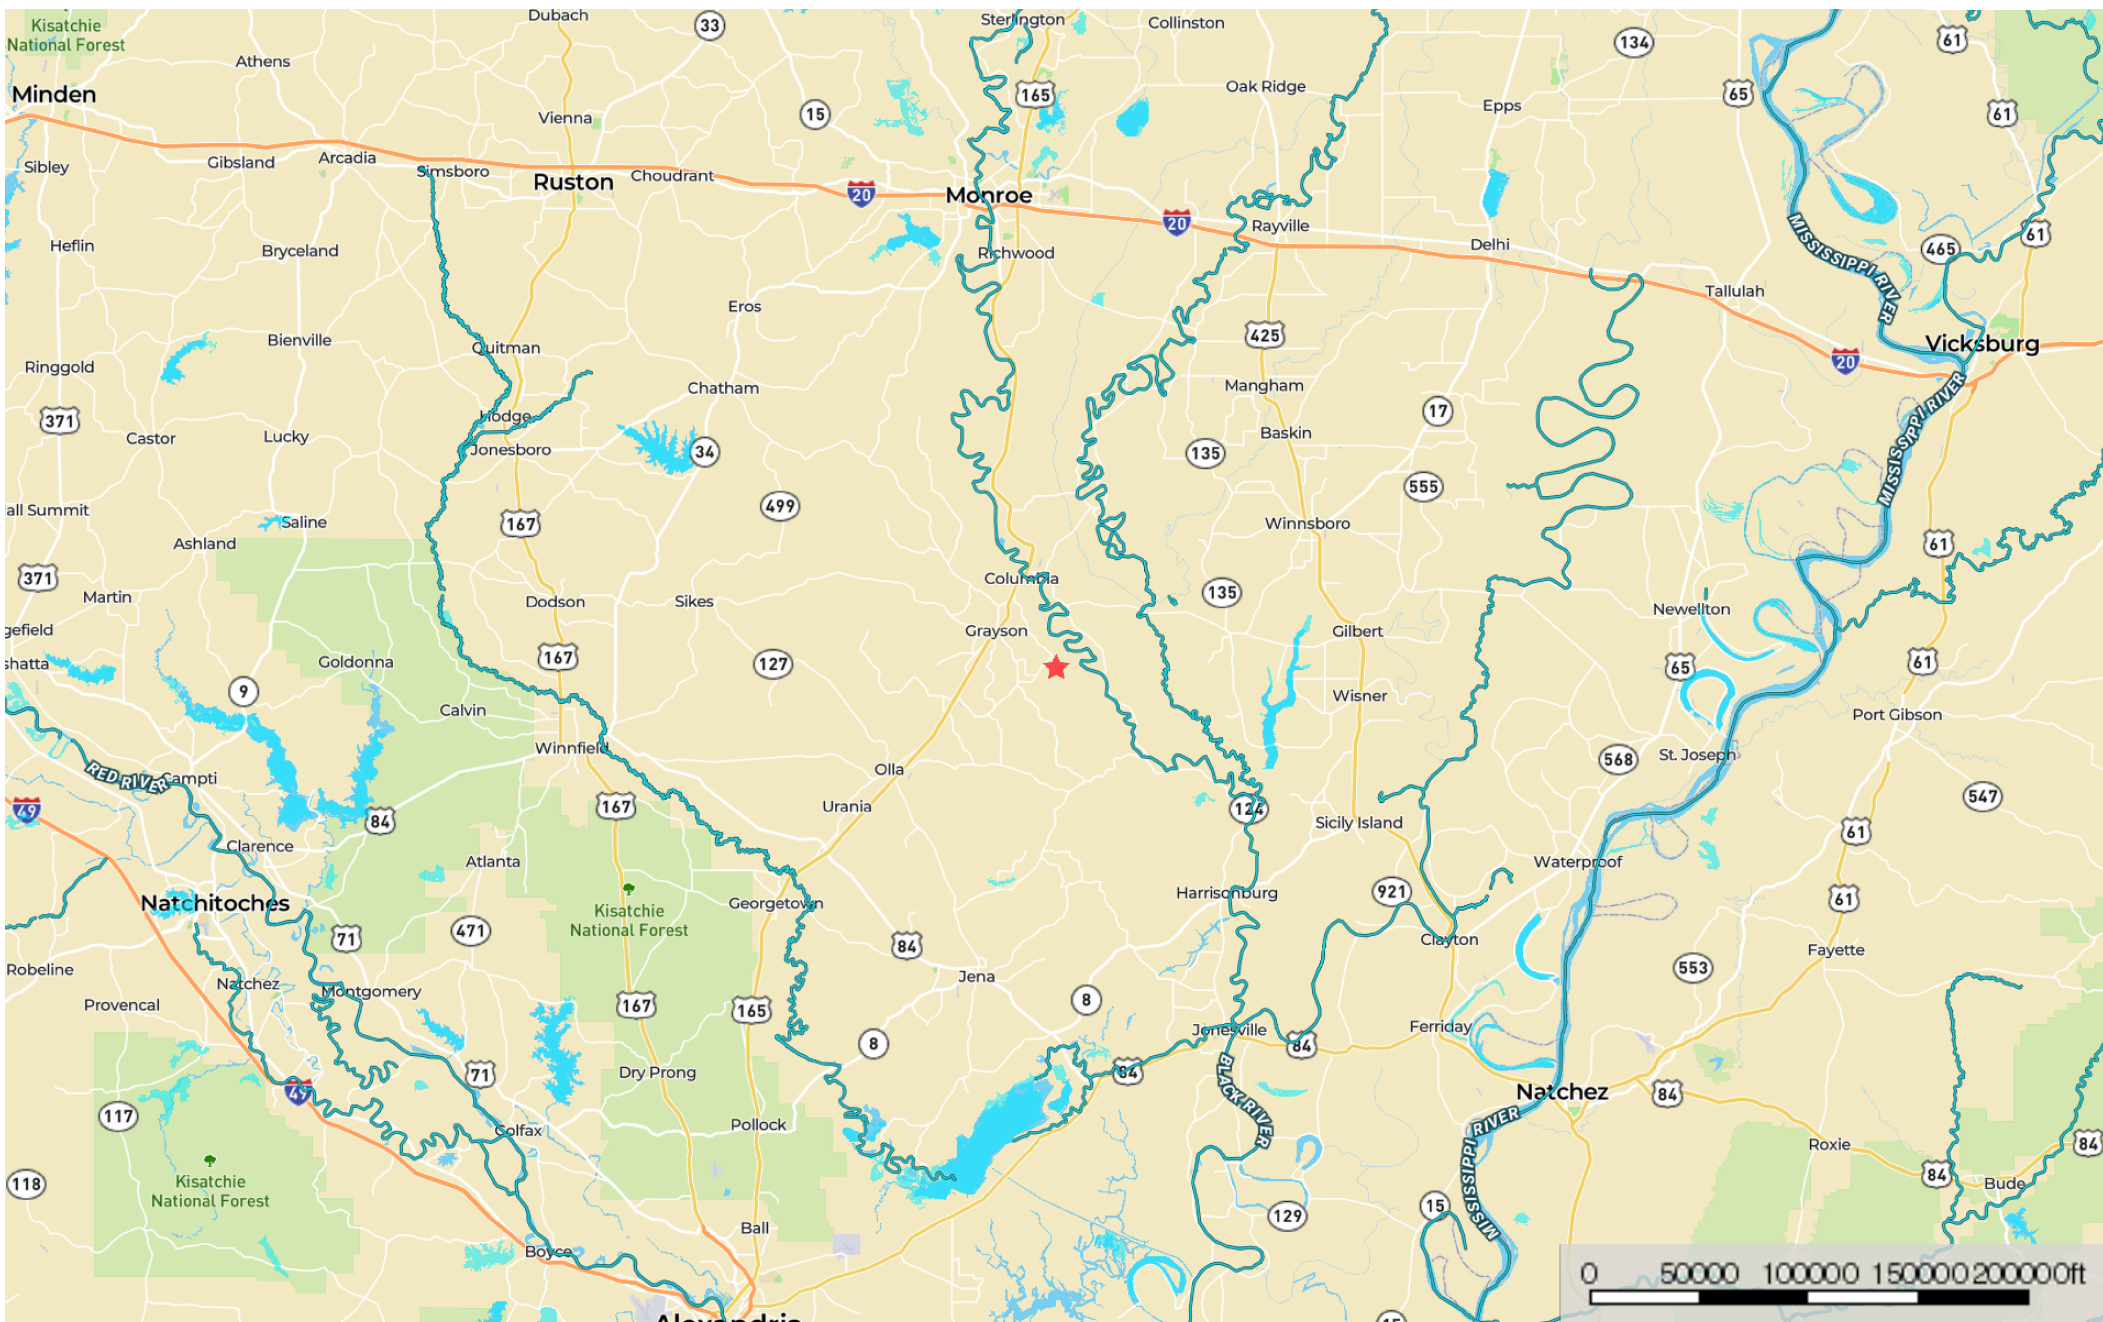 Kisatchie
National Forest
Dubach
33
Sterlington
Collinston
134
61
Athens
Minden
165
Oak Ridge
65
Epps
61
15
Vienna
Sibley
Gibsland
Arcadia
Simsboro
Ruston
Choudrant
20
Monroe
20
Rayville
Heflin
Bryceland
Richwood
Delhi
MISSISSIPPI RIVER
465
61
Eros
Tallulah
Bienville
Quitman
425
Vicksburg
20
Ringgold
Chatham
Mangham
371
Hodge
17
MISSISSIPPI RIVER
Castor
Lucky
Jonesboro
34
135
Baskin
555
all Summit
Saline
167
499
Winnsboro
Ashland
61
371
Columbia
Martin
Dodson
Sikes
135
Newellton
gefield
Grayson
Gilbert
shatta
Goldonna
167
127
65
61
9
Wisner
Calvin
Port Gibson
Winnfield
568
St. Joseph
RED RIVER
Campti
Olla
547
49
84
167
Urania
124
Sicily Island
61
Clarence
Atlanta
Waterproof
Natchitoches
Kisatchie
National Forest
Georgetown
Harrisonburg
921
61
71
471
84
Clayton
Fayette
Robeline
Natchez
Montgomery
Jena
553
Provencal
167
165
8
Jonesville
Ferriday
8
84
71
Dry Prong
84
49
BLACK RIVER
Natchez
84
117
Colfax
Pollock
MISSISSIPPI RIVER
Roxie
84
118
Kisatchie
National Forest
84
Bude
MISSISSIPPI
15
129
Ball
Boyce
0 50000 100000 150000 200000ft
Alexandria
15